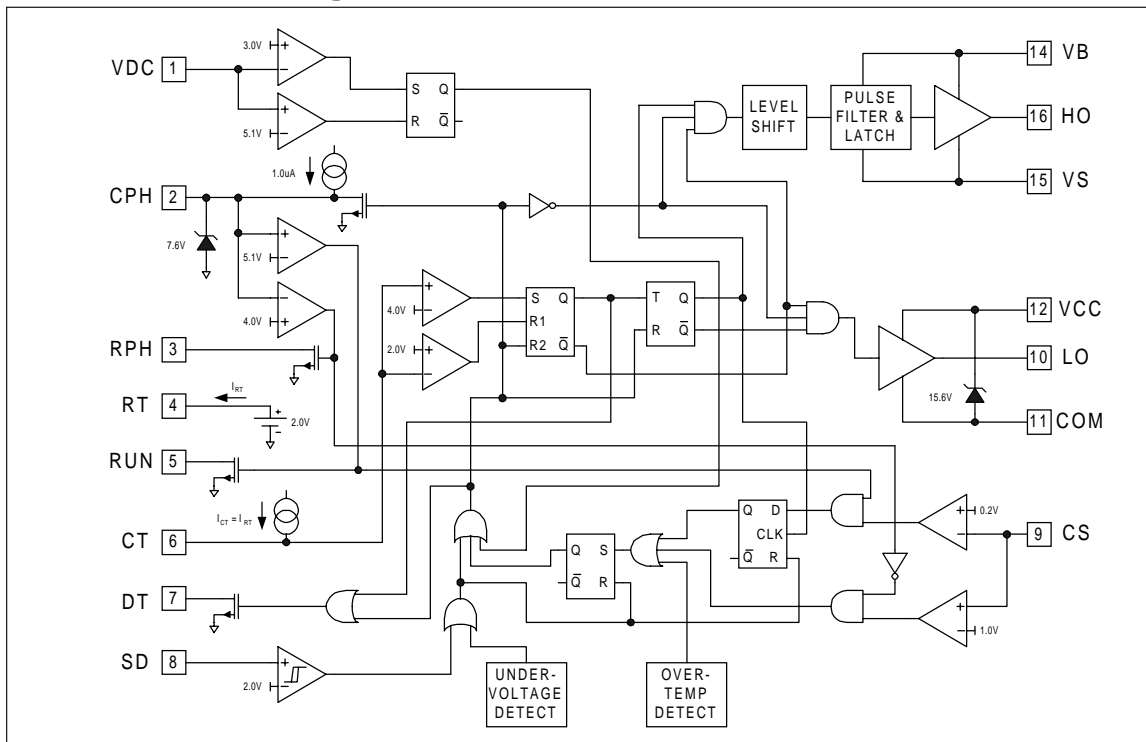 VDC 1
3.0V
+
−
+
5.1V
−
S Q
R Q̅
LEVEL SHIFT
PULSE FILTER & LATCH
14 VB
16 HO
15 VS
CPH 2
1.0uA
7.6V
+
5.1V
−
−
4.0V
+
+
4.0V
−
2.0V
+
−
S Q
R1
R2 Q̅
T Q
R Q̅
12 VCC
10 LO
15.6V
11 COM
RPH 3
RT 4
IRT
+
−
2.0V
RUN 5
ICT = IRT
CT 6
DT 7
SD 8
+
2.0V
−
Q S
Q̅ R
Q D
CLK
Q̅ R
+
0.2V
−
9 CS
+
−
1.0V
UNDER-
VOLTAGE
DETECT
OVER-
TEMP
DETECT